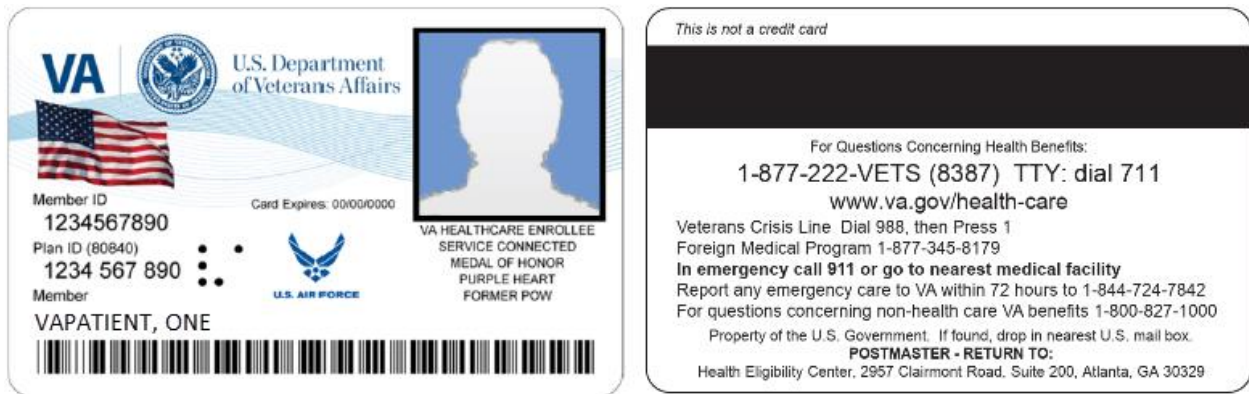 VA
U.S. Department
of Veterans Affairs
Member ID
1234567890
Card Expires: 00/00/0000
Plan ID (80840)
1234 567 890
Member
VAPATIENT, ONE
U.S. AIR FORCE
VA HEALTHCARE ENROLLEE
SERVICE CONNECTED
MEDAL OF HONOR
PURPLE HEART
FORMER POW
This is not a credit card
For Questions Concerning Health Benefits:
1-877-222-VETS (8387) TTY: dial 711
www.va.gov/health-care
Veterans Crisis Line Dial 988, then Press 1
Foreign Medical Program 1-877-345-8179
In emergency call 911 or go to nearest medical facility
Report any emergency care to VA within 72 hours to 1-844-724-7842
For questions concerning non-health care VA benefits 1-800-827-1000
Property of the U.S. Government. If found, drop in nearest U.S. mail box.
POSTMASTER - RETURN TO:
Health Eligibility Center, 2957 Clairmont Road, Suite 200, Atlanta, GA 30329